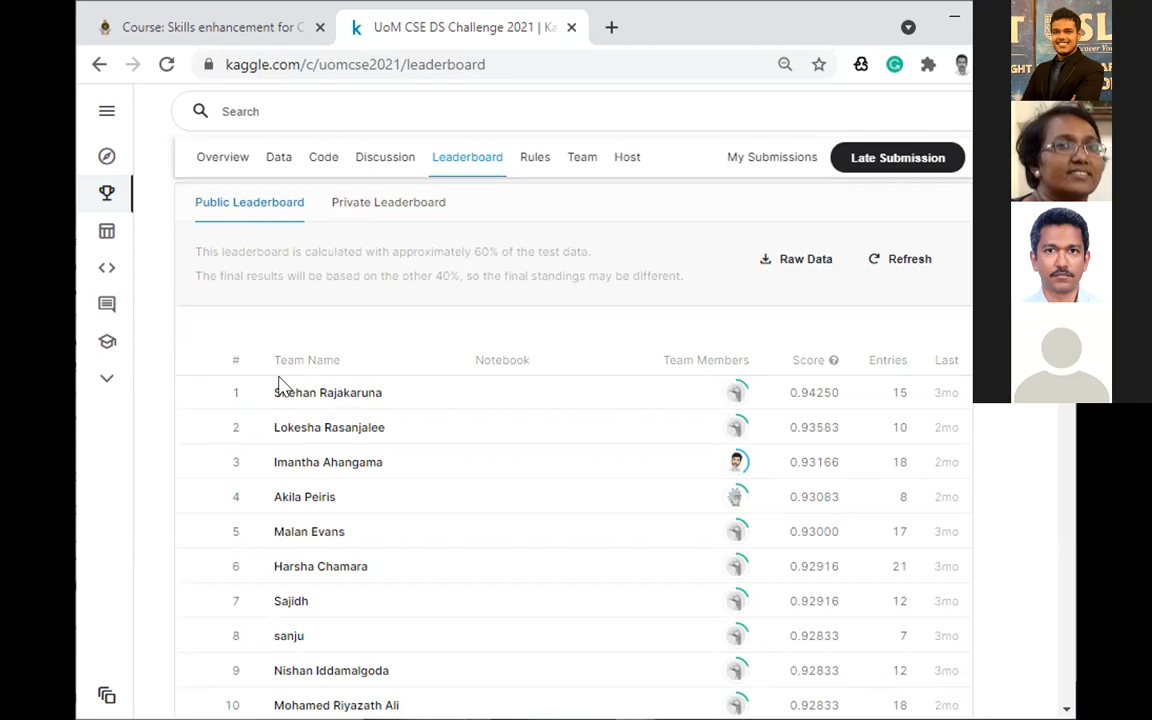 Course: Skills enhancement for C
UoM CSE DS Challenge 2021 | Ka
kaggle.com/c/uomcse2021/leaderboard
Search
Overview Data Code Discussion Leaderboard Rules Team Host My Submissions Late Submission
Public Leaderboard Private Leaderboard
This leaderboard is calculated with approximately 60% of the test data.
The final results will be based on the other 40%, so the final standings may be different.
Raw Data Refresh
# Team Name Notebook Team Members Score Entries Last
1 Rajakaruna 0.94250 15 3mo
2 Lokesha Rasanjalee 0.93583 10 2mo
3 Imantha Ahangama 0.93166 18 2mo
4 Akila Peiris 0.93083 8 2mo
5 Malan Evans 0.93000 17 3mo
6 Harsha Chamara 0.92916 21 3mo
7 Sajidh 0.92916 12 3mo
8 sanju 0.92833 7 3mo
9 Nishan Iddamalgoda 0.92833 12 3mo
10 Mohamed Riyazath Ali 0.92833 18 2mo